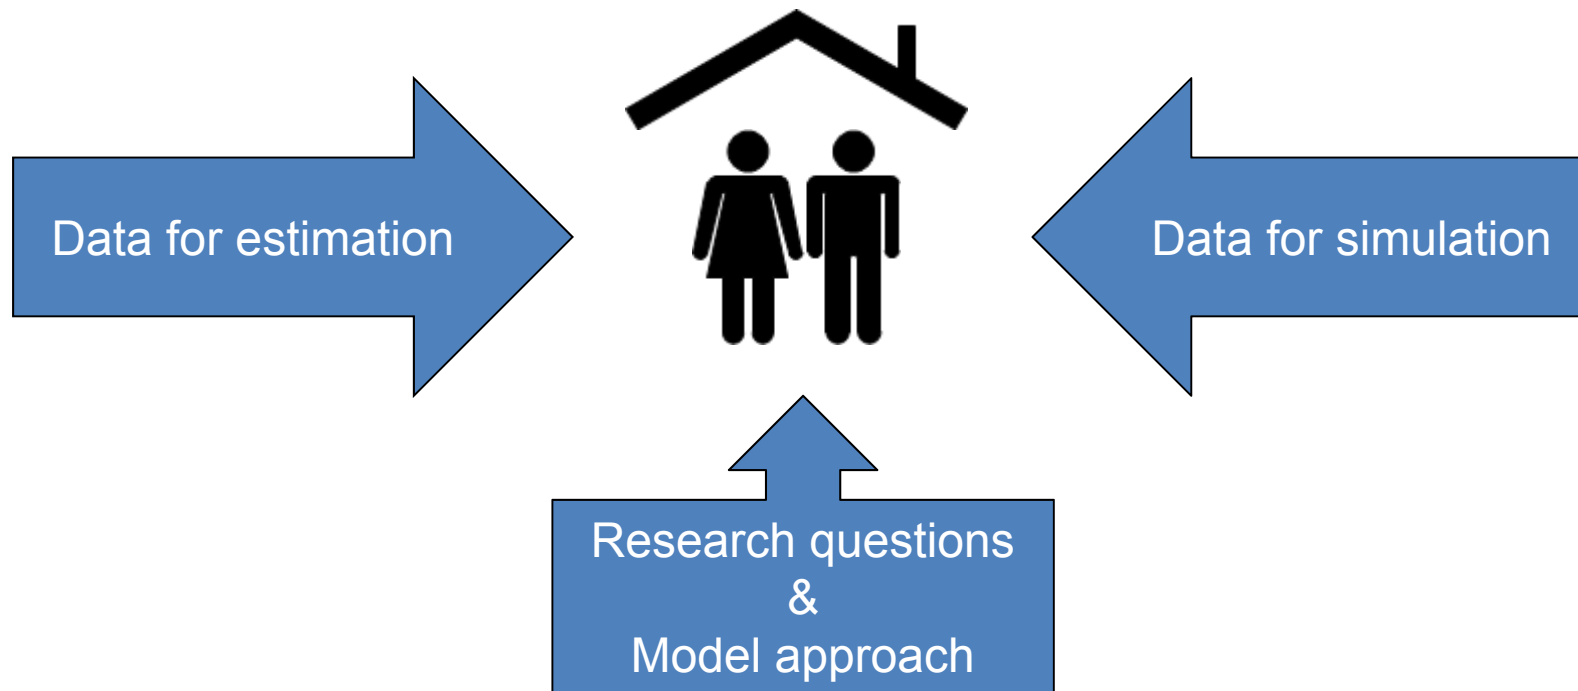 Data for estimation
Data for simulation
Research questions
&
Model approach